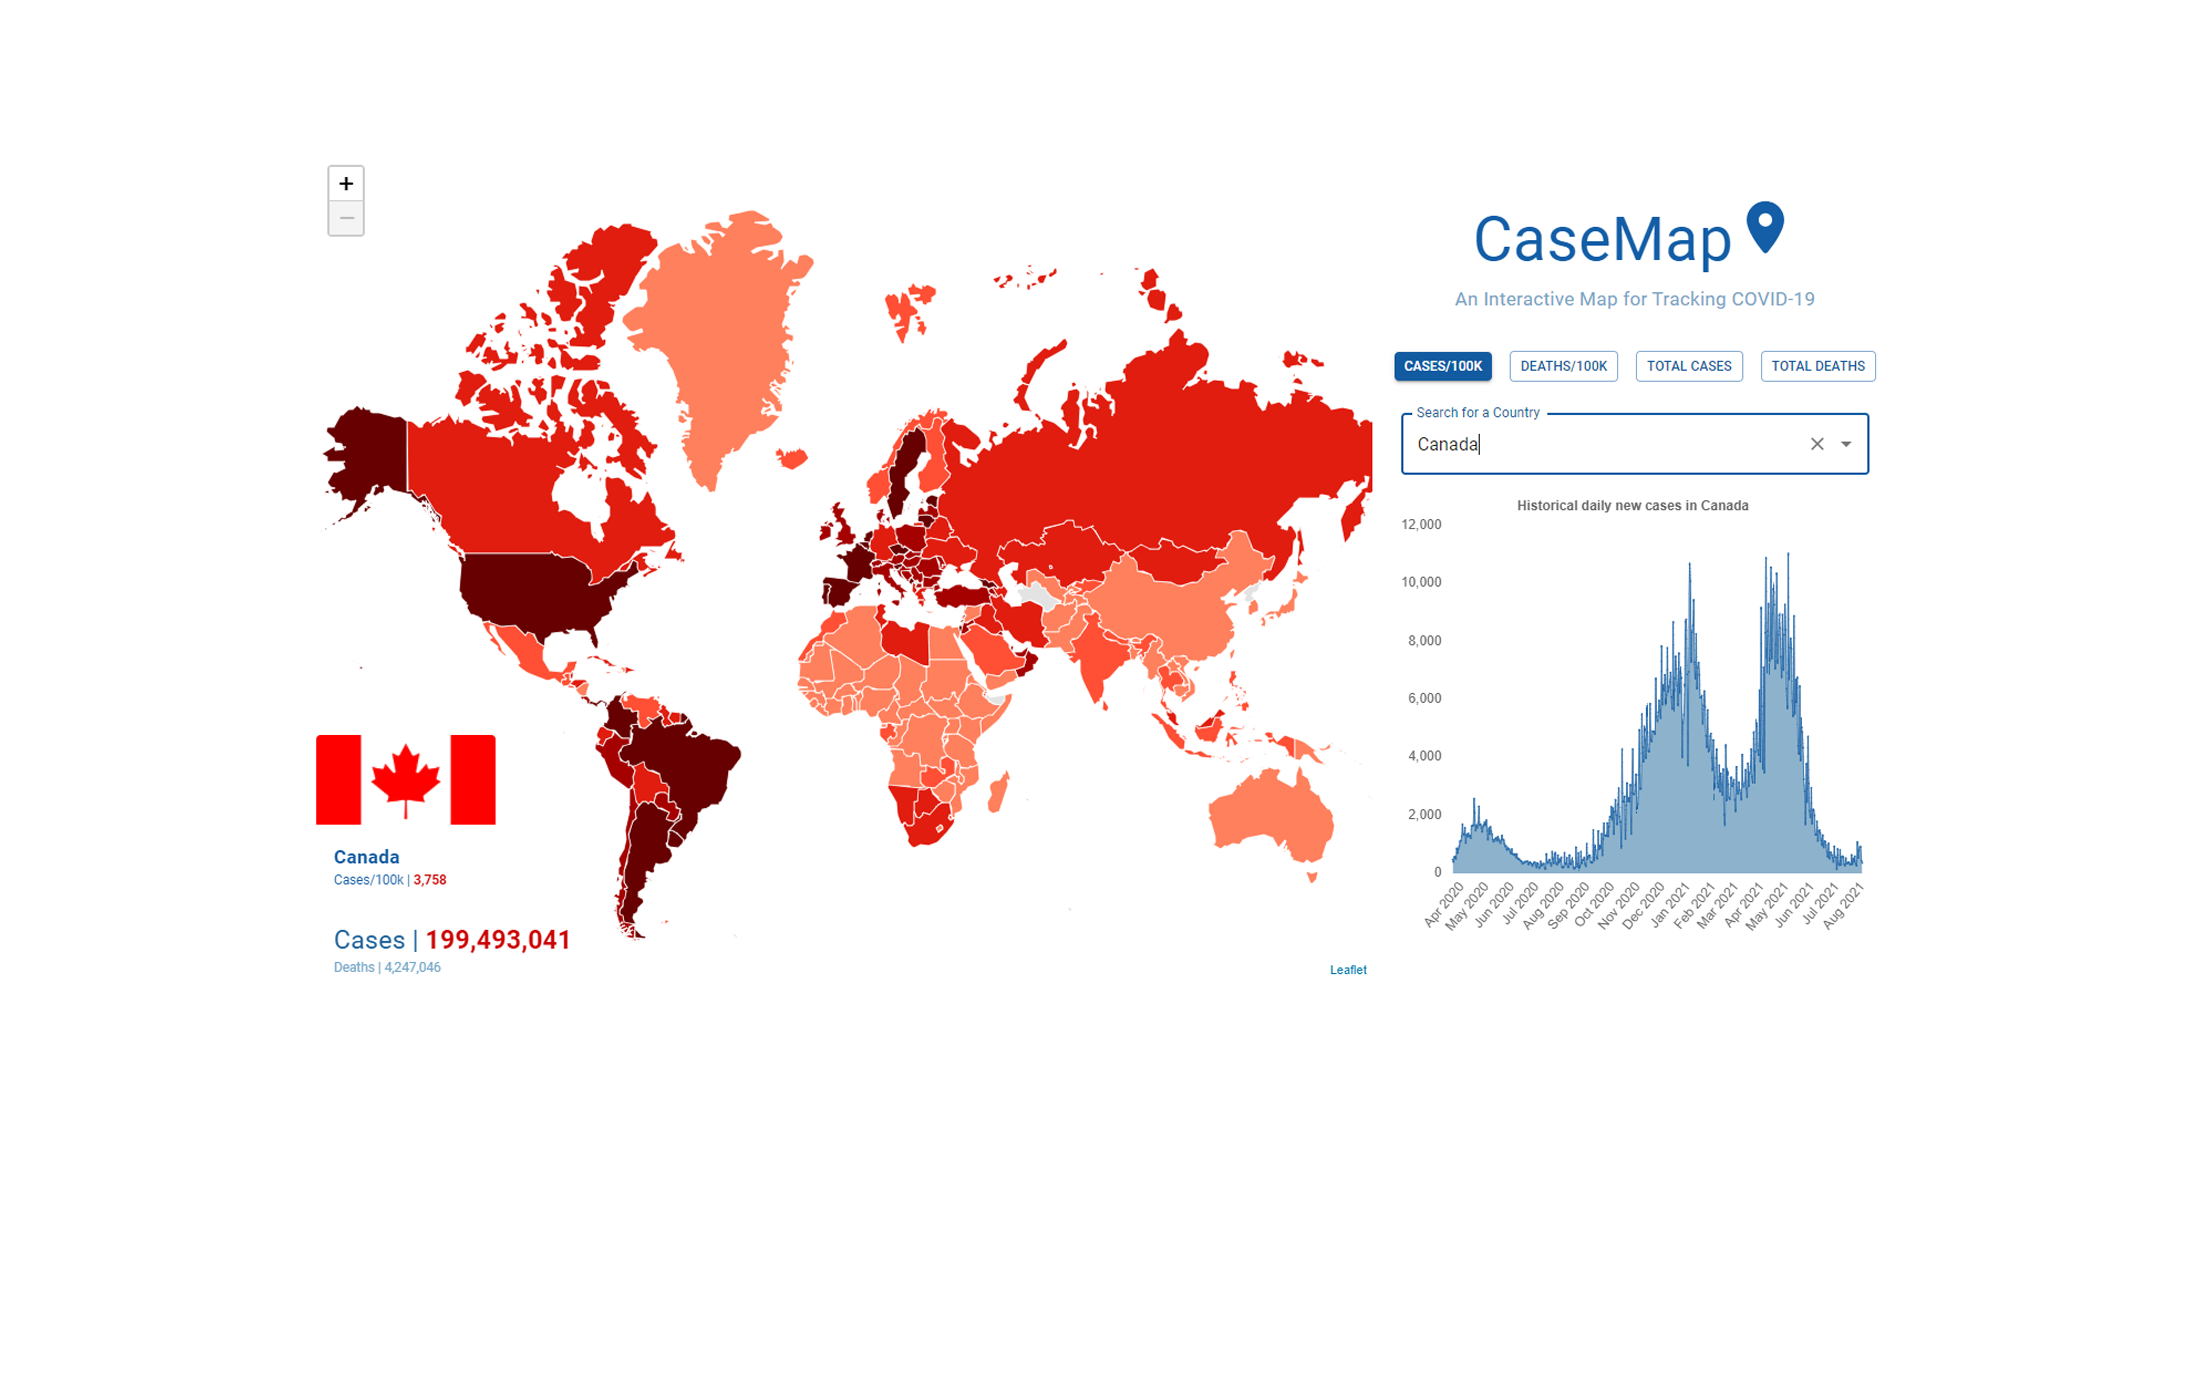 +
−
CaseMap
An Interactive Map for Tracking COVID-19
CASES/100K
DEATHS/100K
TOTAL CASES
TOTAL DEATHS
Search for a Country
Canada
Historical daily new cases in Canada
12,000
10,000
8,000
6,000
4,000
2,000
0
Apr 2020
May 2020
Jun 2020
Jul 2020
Aug 2020
Sep 2020
Oct 2020
Nov 2020
Dec 2020
Jan 2021
Feb 2021
Mar 2021
Apr 2021
May 2021
Jun 2021
Jul 2021
Aug 2021
Canada
Cases/100k | 3,758
Cases | 199,493,041
Deaths | 4,247,046
Leaflet